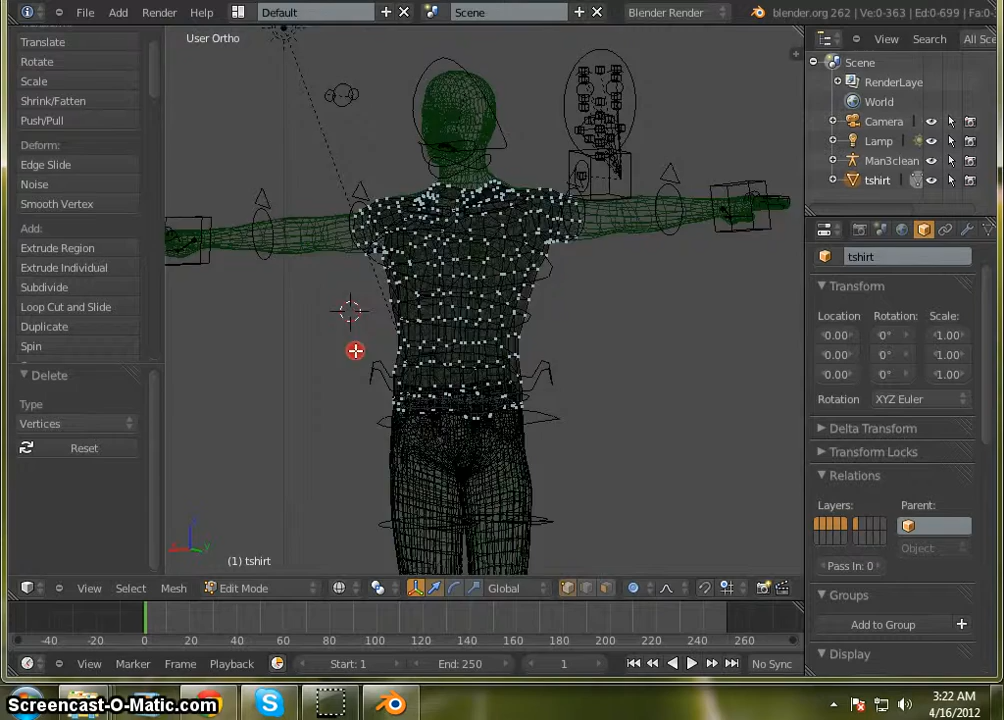 File Add Render Help Default Scene Blender Render blender.org 262 | Ve:0-363 | Ed:0-699 | Fa:0-
Translate
Rotate
Scale
Shrink/Fatten
Push/Pull
Deform:
Edge Slide
Noise
Smooth Vertex
Add:
Extrude Region
Extrude Individual
Subdivide
Loop Cut and Slide
Duplicate
Spin
Delete
Type
Vertices
Reset
User Ortho
(1) tshirt
View Select Mesh Edit Mode Global
View Search All Sce
Scene
RenderLaye
World
Camera
Lamp
Man3clean
tshirt
tshirt
Transform
Location Rotation: Scale:
0.00 0° 1.00
0.00 0° 1.00
0.00 0° 1.00
Rotation XYZ Euler
Delta Transform
Transform Locks
Relations
Layers: Parent:
Object:
Pass In: 0
Groups
Add to Group
Display
-40 -20 0 20 40 60 80 100 120 140 160 180 200 220 240 260
View Marker Frame Playback Start: 1 End: 250 1 No Sync
Screencast-O-Matic.com
3:22 AM
4/16/2012